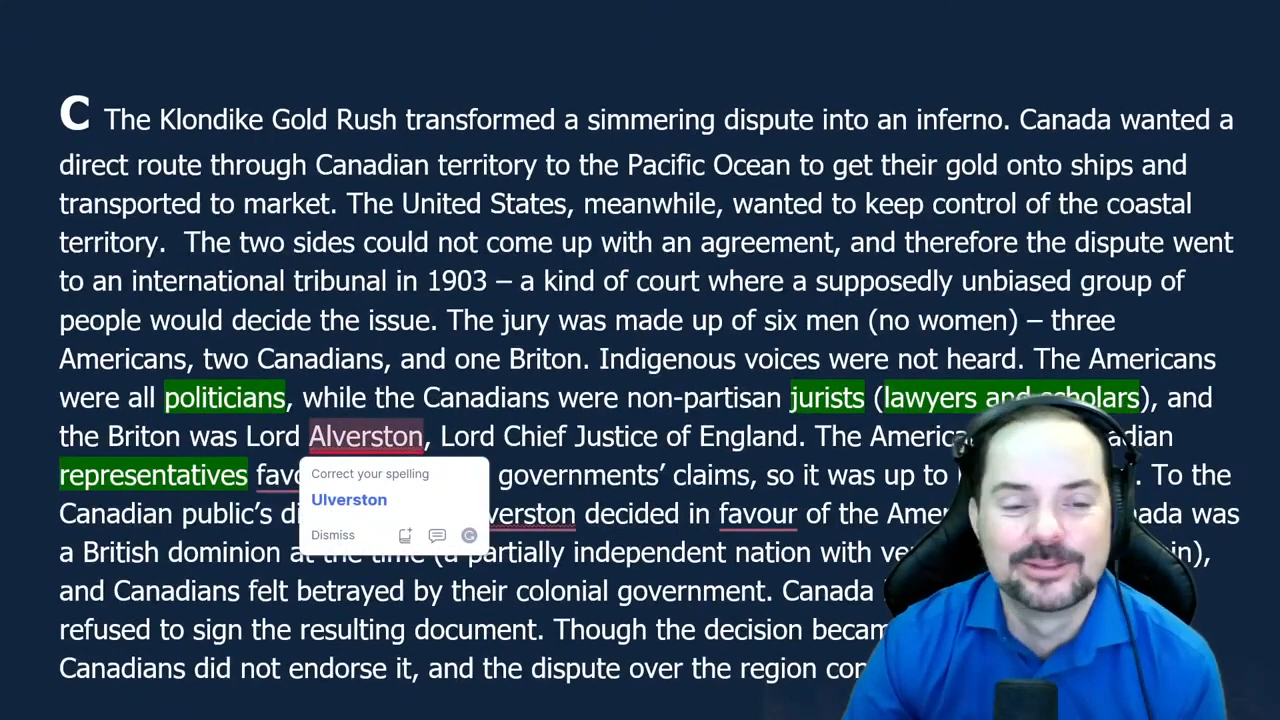 C The Klondike Gold Rush transformed a simmering dispute into an inferno. Canada wanted a
direct route through Canadian territory to the Pacific Ocean to get their gold onto ships and
transported to market. The United States, meanwhile, wanted to keep control of the coastal
territory. The two sides could not come up with an agreement, and therefore the dispute went
to an international tribunal in 1903 – a kind of court where a supposedly unbiased group of
people would decide the issue. The jury was made up of six men (no women) – three
Americans, two Canadians, and one Briton. Indigenous voices were not heard. The Americans
were all politicians, while the Canadians were non-partisan jurists (lawyers and scholars), and
the Briton was Lord Alverston, Lord Chief Justice of England. The
representatives governments’ claims, so it was up to To the
Correct your spelling
Ulverston
Dismiss
Canadian public’s decided in favour of the was
a British dominion at the time (a partially independent nation with
and Canadians felt betrayed by their colonial government. Canada
refused to sign the resulting document. Though the decision
Canadians did not endorse it, and the dispute over the region